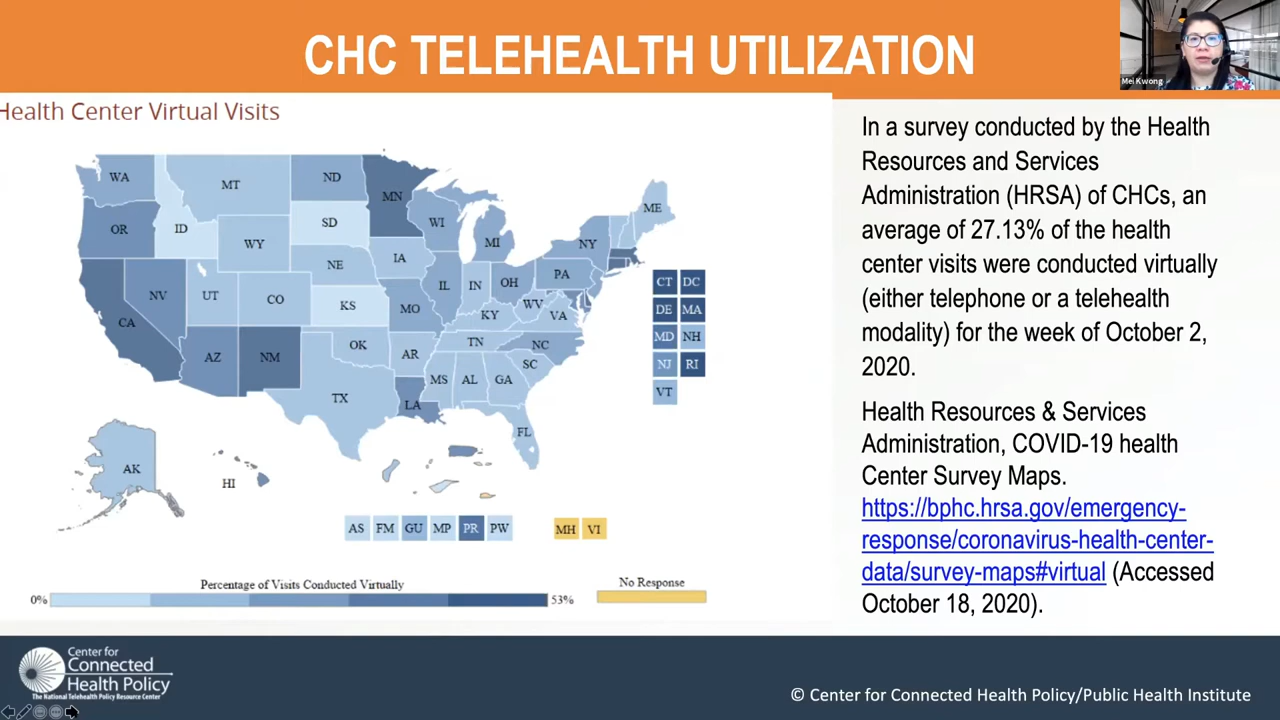 CHC TELEHEALTH UTILIZATION
Mei Kwong
Health Center Virtual Visits
WA
MT
ND
MN
OR
ID
WY
SD
WI
MI
NY
ME
NE
IA
NV
UT
CO
KS
MO
IL
IN
OH
PA
WV
VA
KY
CA
AZ
NM
OK
AR
TN
NC
SC
MS
AL
GA
TX
LA
FL
AK
HI
CT DC
DE MA
MD NH
NJ RI
VT
AS FM GU MP PR PW
MH VI
Percentage of Visits Conducted Virtually
0%
53%
No Response
In a survey conducted by the Health
Resources and Services
Administration (HRSA) of CHCs, an
average of 27.13% of the health
center visits were conducted virtually
(either telephone or a telehealth
modality) for the week of October 2,
2020.
Health Resources & Services
Administration, COVID-19 health
Center Survey Maps.
https://bphc.hrsa.gov/emergency-
response/coronavirus-health-center-
data/survey-maps#virtual (Accessed
October 18, 2020).
Center for
Connected
Health Policy
The National Telehealth Policy Resource Center
© Center for Connected Health Policy/Public Health Institute